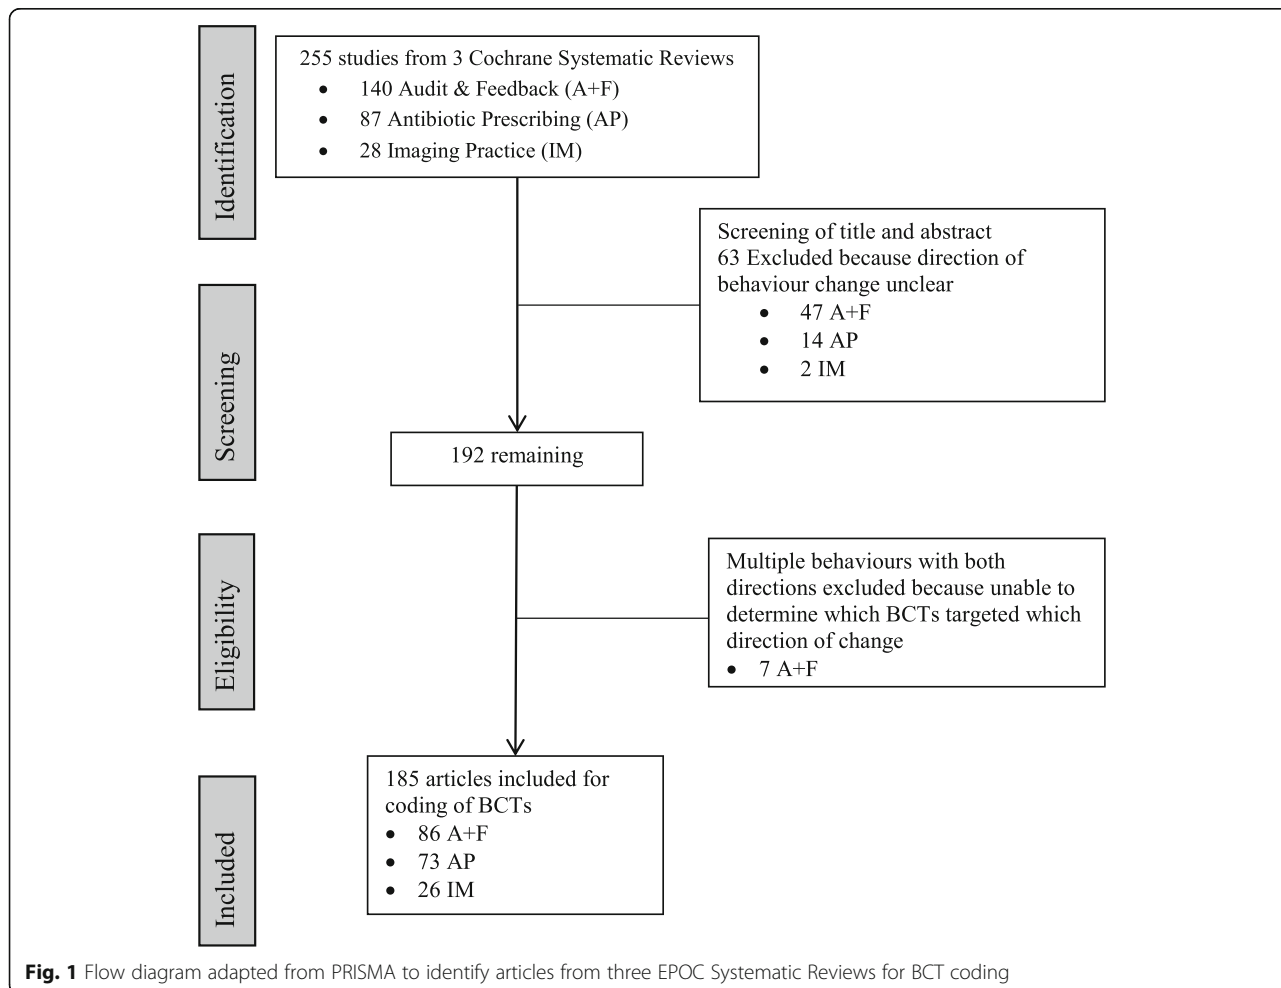 Identification
255 studies from 3 Cochrane Systematic Reviews
• 140 Audit & Feedback (A+F)
• 87 Antibiotic Prescribing (AP)
• 28 Imaging Practice (IM)
Screening of title and abstract
63 Excluded because direction of
behaviour change unclear
• 47 A+F
• 14 AP
• 2 IM
Screening
192 remaining
Eligibility
Multiple behaviours with both
directions excluded because unable to
determine which BCTs targeted which
direction of change
• 7 A+F
Included
185 articles included for
coding of BCTs
• 86 A+F
• 73 AP
• 26 IM
Fig. 1 Flow diagram adapted from PRISMA to identify articles from three EPOC Systematic Reviews for BCT coding